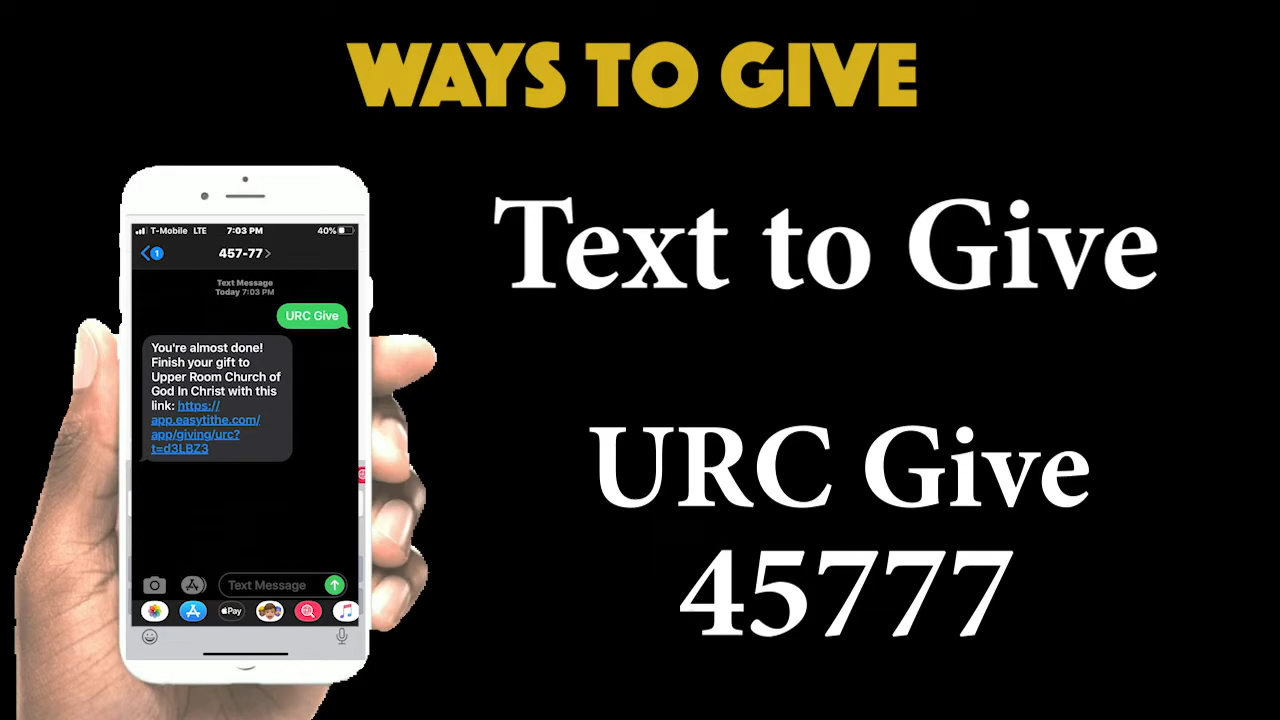 WAYS TO GIVE
Text to Give
URC Give
45777
T-Mobile LTE 7:03 PM 40%
1 457-77
Text Message
Today 7:03 PM
URC Give
You're almost done!
Finish your gift to
Upper Room Church of
God In Christ with this
link: https://
app.easytithe.com/
app/giving/urc?
t=d3LBZ3
Text Message
Pay